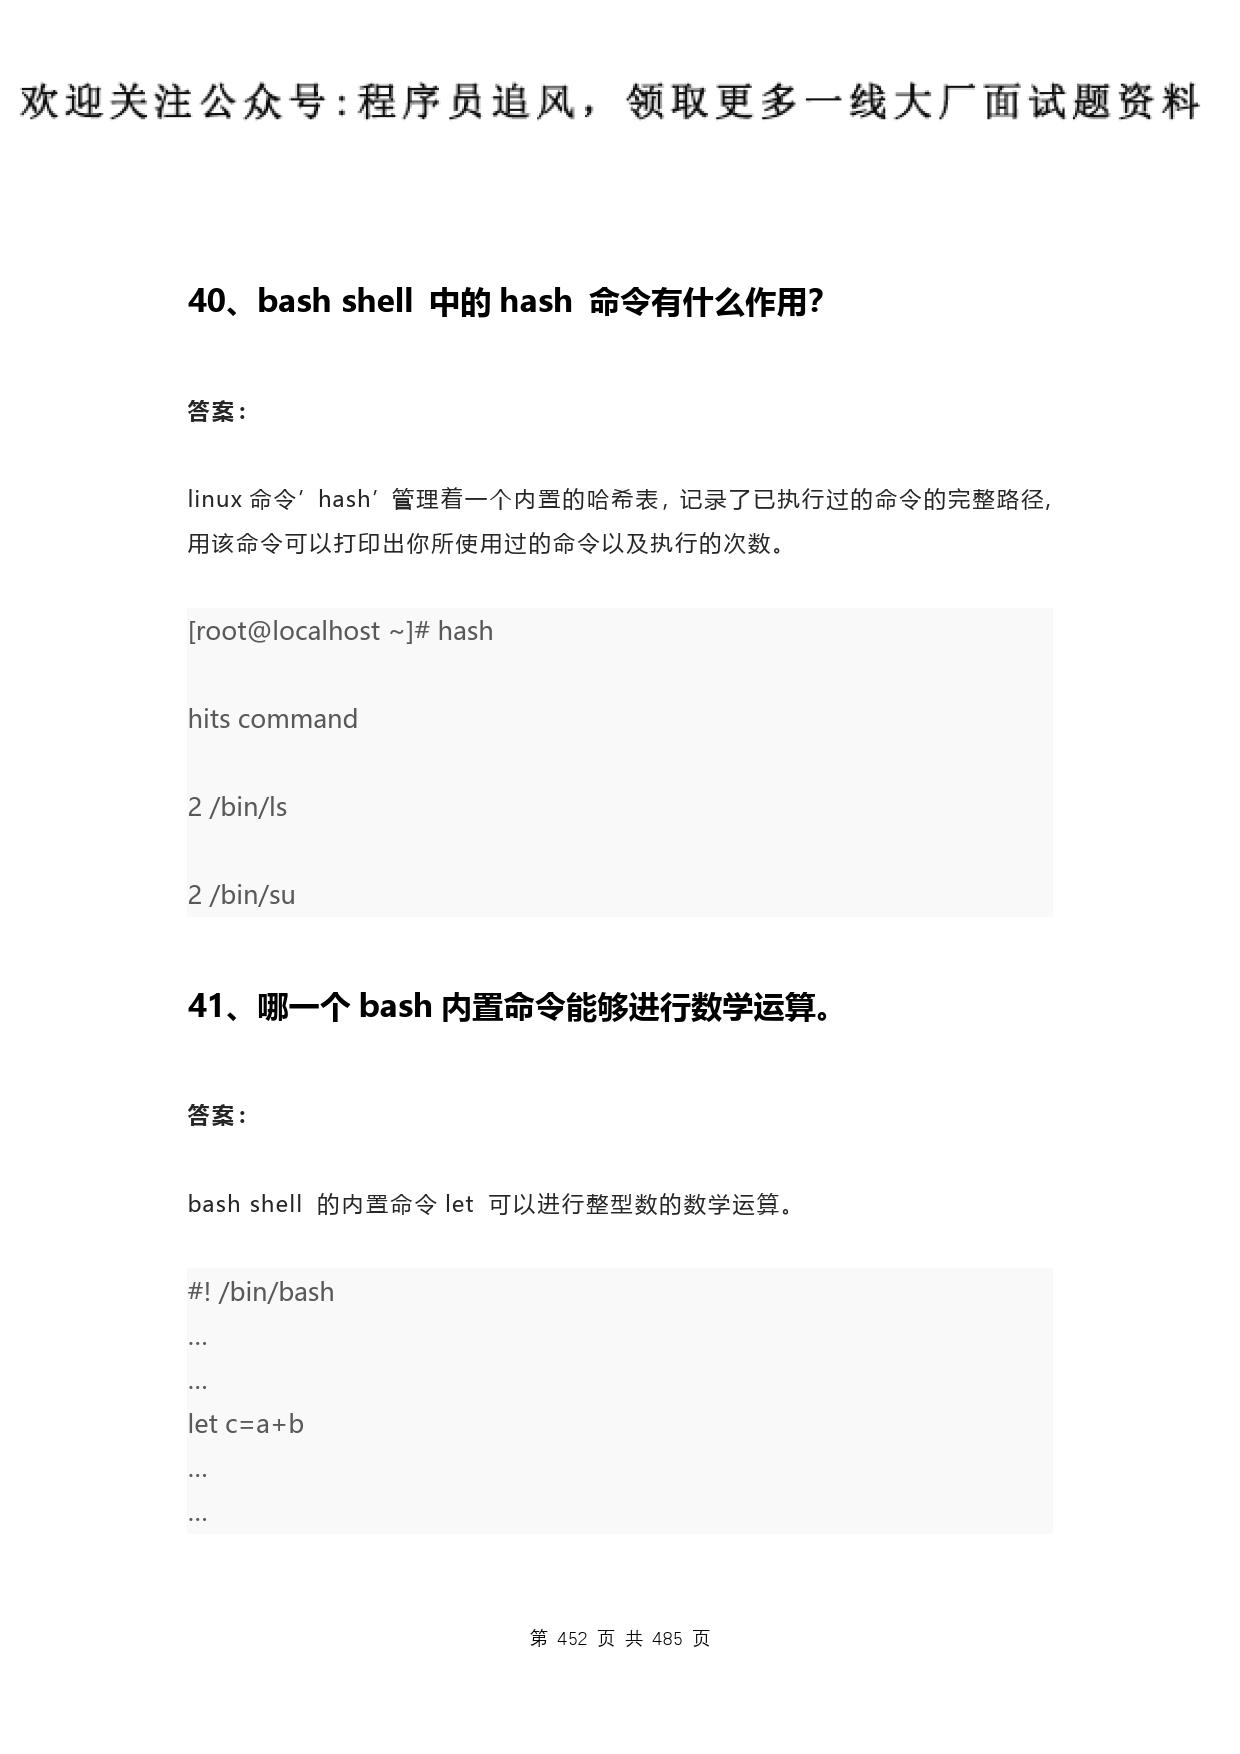 欢迎关注公众号:程序员追风，领取更多一线大厂面试题资料
40、bash shell 中的 hash 命令有什么作用？
答案：
linux 命令’hash’管理着一个内置的哈希表，记录了已执行过的命令的完整路径,
用该命令可以打印出你所使用过的命令以及执行的次数。
[root@localhost ~]# hash
hits command
2 /bin/ls
2 /bin/su
41、哪一个 bash 内置命令能够进行数学运算。
答案：
bash shell 的内置命令 let 可以进行整型数的数学运算。
#! /bin/bash
…
…
let c=a+b
…
…
第 452 页 共 485 页